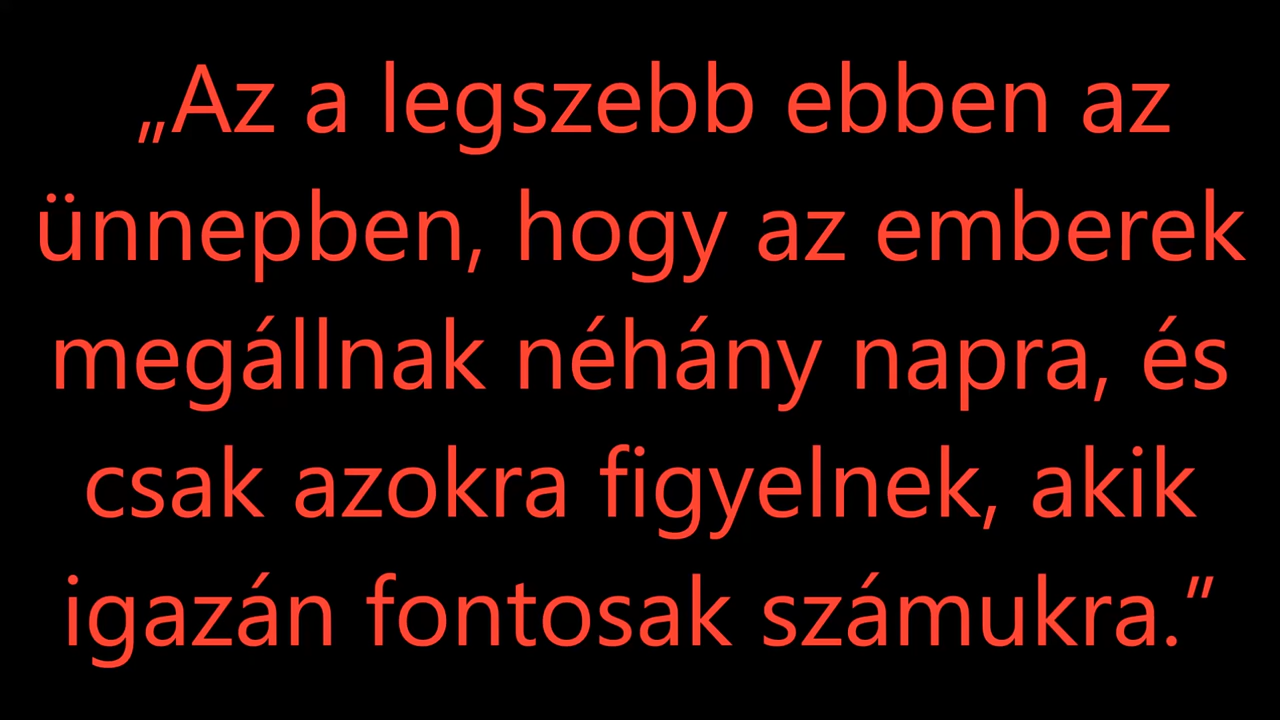 „Az a legszebb ebben az
ünnepben, hogy az emberek
megállnak néhány napra, és
csak azokra figyelnek, akik
igazán fontosak számukra.”